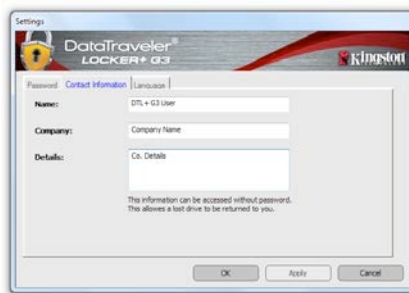 Settings
DataTraveler®
LOCKER+ G3
Kingston
Password Contact Information Language
Name: DTL+ G3 User
Company: Company Name
Details: Co. Details
This information can be accessed without password.
This allowes a lost drive to be returned to you.
OK Apply Cancel